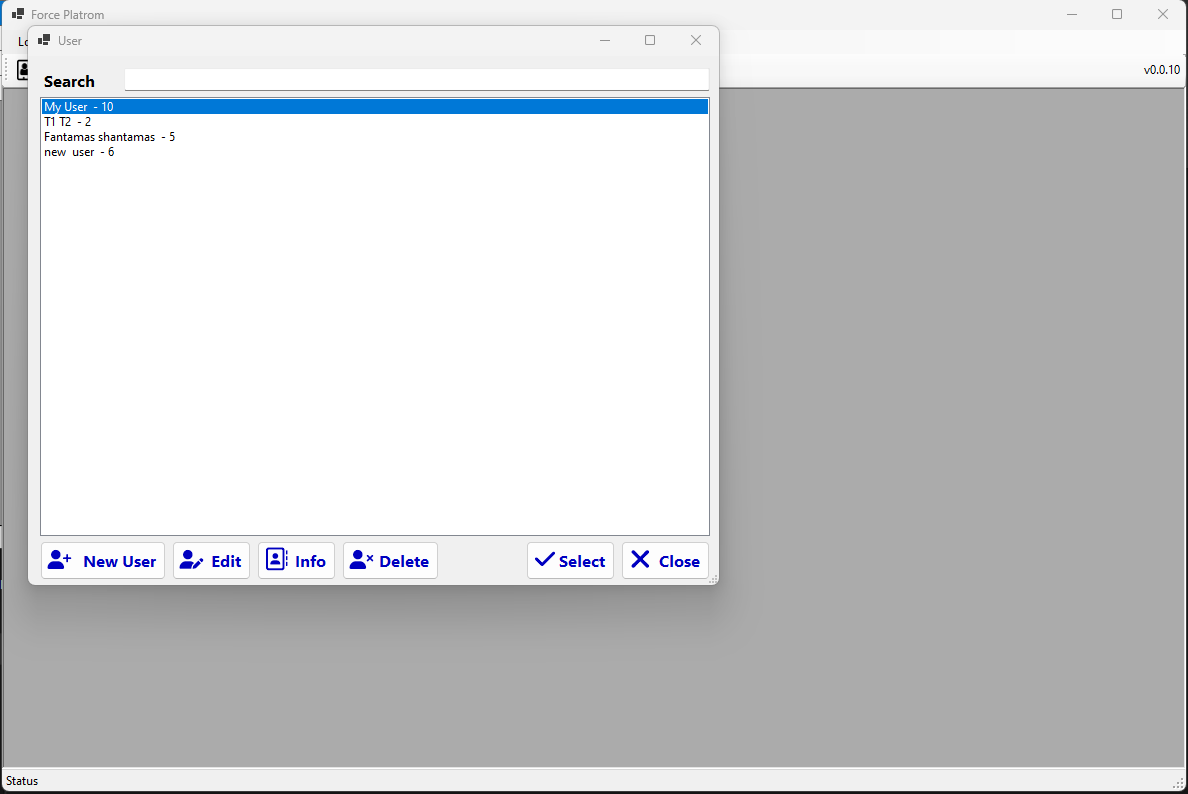 Force Platrom
User
v0.0.10
Search
My User  - 10
T1 T2  - 2
Fantamas shantamas  - 5
new  user  - 6
New User Edit Info Delete Select Close
Status